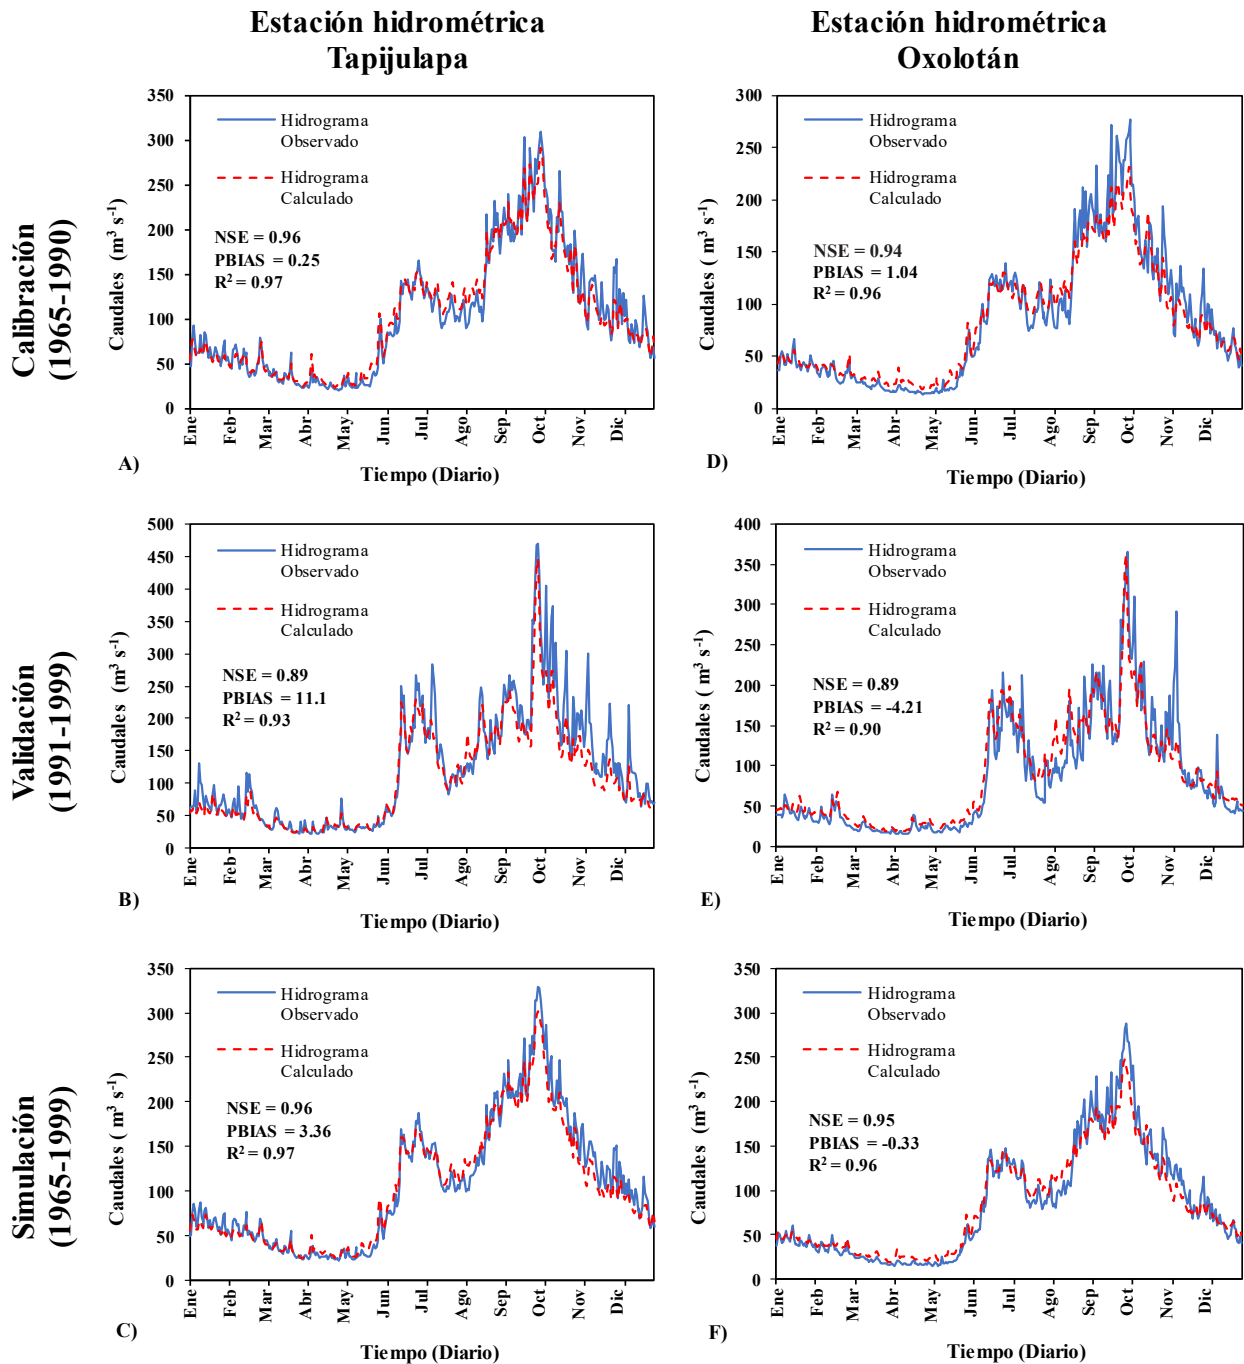 Estación hidrométrica
Tapijulapa
Estación hidrométrica
Oxolotán
Calibración
(1965-1990)
Caudales (m³ s⁻¹)
350
300
250
200
150
100
50
0
Hidrograma
Observado
Hidrograma
Calculado
NSE = 0.96
PBIAS = 0.25
R² = 0.97
Ene Feb Mar Abr May Jun Jul Ago Sep Oct Nov Dic
A)
Tiempo (Diario)
Caudales ( m³ s⁻¹)
300
250
200
150
100
50
0
Hidrograma
Observado
Hidrograma
Calculado
NSE = 0.94
PBIAS = 1.04
R² = 0.96
Ene Feb Mar Abr May Jun Jul Ago Sep Oct Nov Dic
D)
Tiempo (Diario)
Validación
(1991-1999)
Caudales (m³ s⁻¹)
500
450
400
350
300
250
200
150
100
50
0
Hidrograma
Observado
Hidrograma
Calculado
NSE = 0.89
PBIAS = 11.1
R² = 0.93
Ene Feb Mar Abr May Jun Jul Ago Sep Oct Nov Dic
B)
Tiempo (Diario)
Caudales ( m³ s⁻¹)
400
350
300
250
200
150
100
50
0
Hidrograma
Observado
Hidrograma
Calculado
NSE = 0.89
PBIAS = -4.21
R² = 0.90
Ene Feb Mar Abr May Jun Jul Ago Sep Oct Nov Dic
E)
Tiempo (Diario)
Simulación
(1965-1999)
Caudales ( m³ s⁻¹)
350
300
250
200
150
100
50
0
Hidrograma
Observado
Hidrograma
Calculado
NSE = 0.96
PBIAS = 3.36
R² = 0.97
Ene Feb Mar Abr May Jun Jul Ago Sep Oct Nov Dic
C)
Tiempo (Diario)
Caudales (m³ s⁻¹)
350
300
250
200
150
100
50
0
Hidrograma
Observado
Hidrograma
Calculado
NSE = 0.95
PBIAS = -0.33
R² = 0.96
Ene Feb Mar Abr May Jun Jul Ago Sep Oct Nov Dic
F)
Tiempo (Diario)